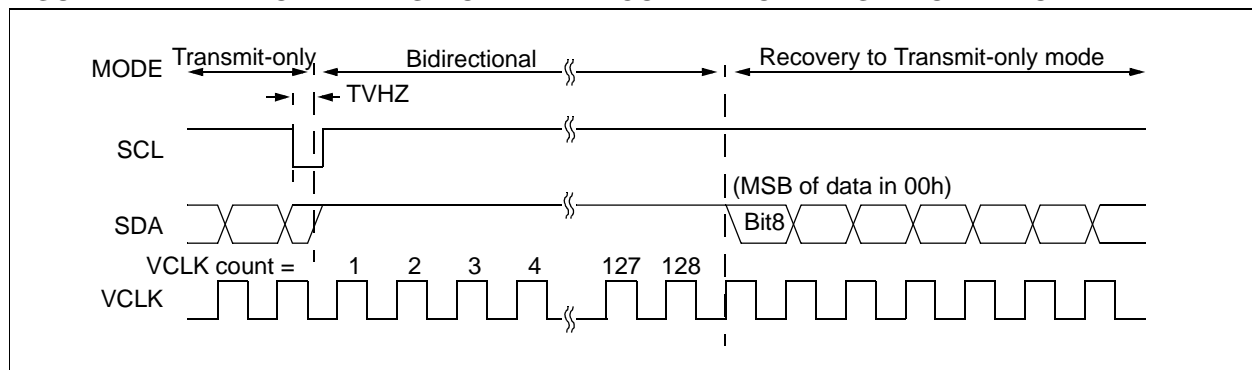 Transmit-only
Bidirectional
Recovery to Transmit-only mode
MODE
TVHZ
SCL
(MSB of data in 00h)
SDA
Bit8
VCLK count = 1 2 3 4 127 128
VCLK